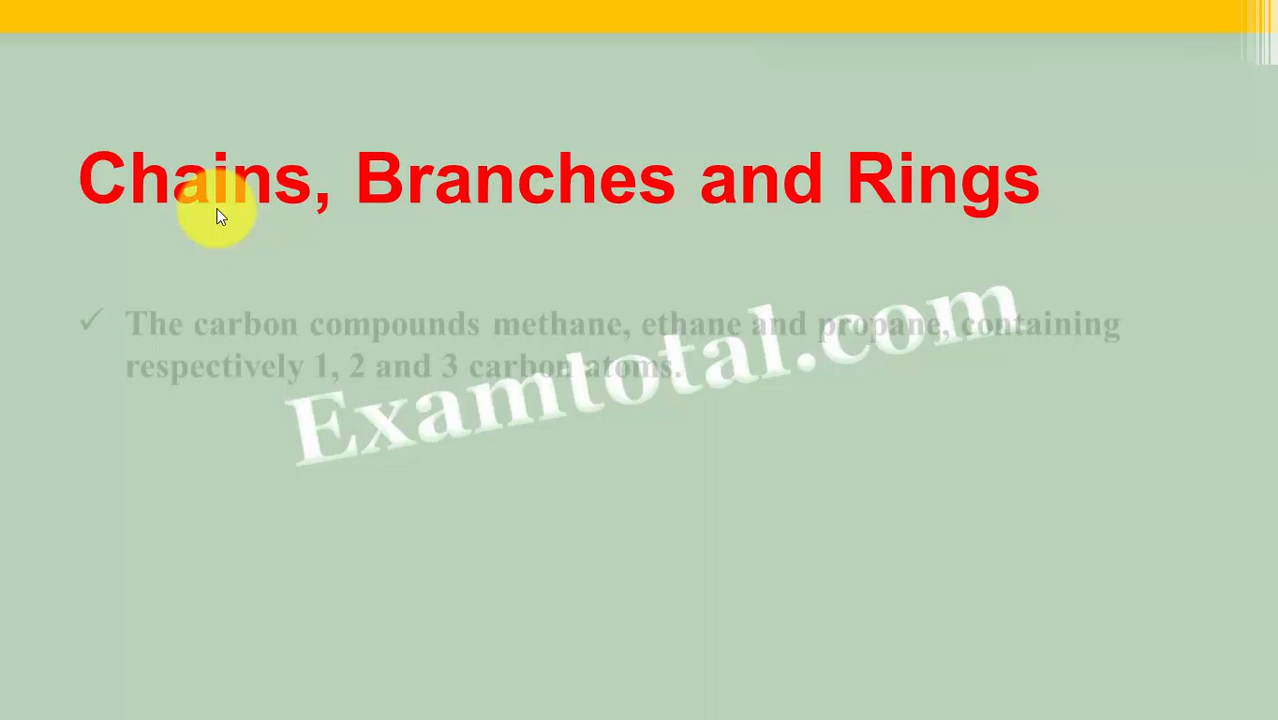 Chains, Branches and Rings
✓ The carbon compounds methane, ethane and propane, containing
respectively 1, 2 and 3 carbon atoms.
Examtotal.com